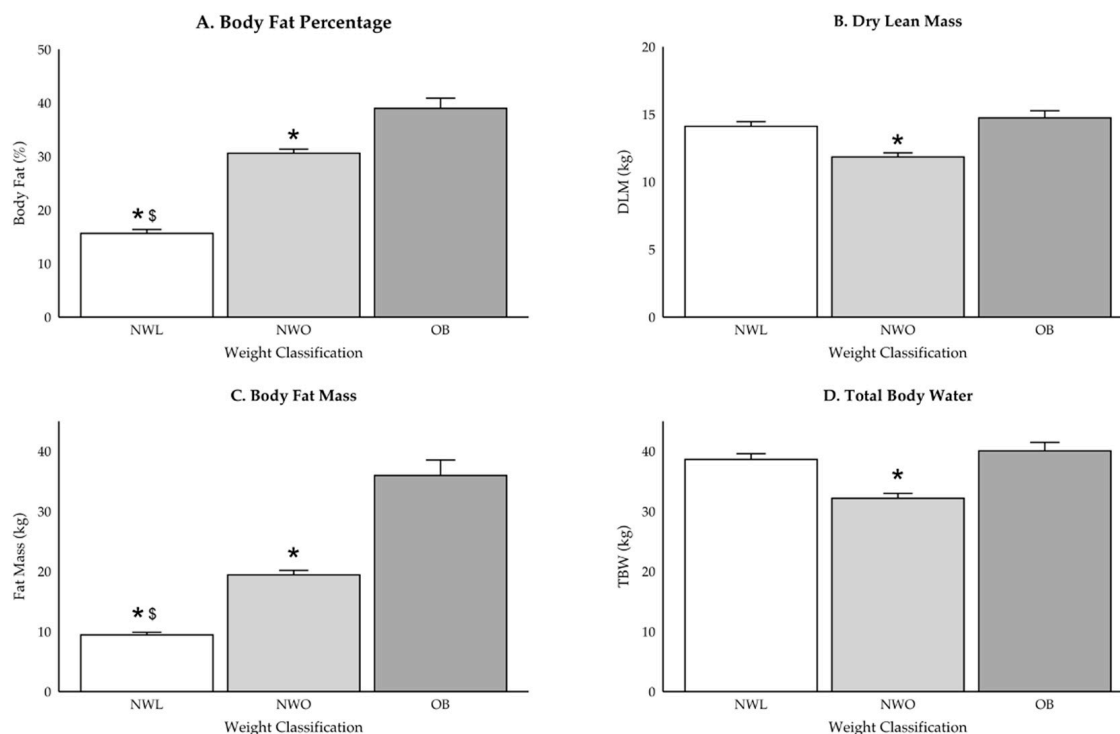 A. Body Fat Percentage
Body Fat (%)
50
40
30
20
10
0
* $
*
NWL NWO OB
Weight Classification
B. Dry Lean Mass
DLM (kg)
20
15
10
5
0
*
NWL NWO OB
Weight Classification
C. Body Fat Mass
Fat Mass (kg)
40
30
20
10
0
* $
*
NWL NWO OB
Weight Classification
D. Total Body Water
TBW (kg)
40
30
20
10
0
*
NWL NWO OB
Weight Classification